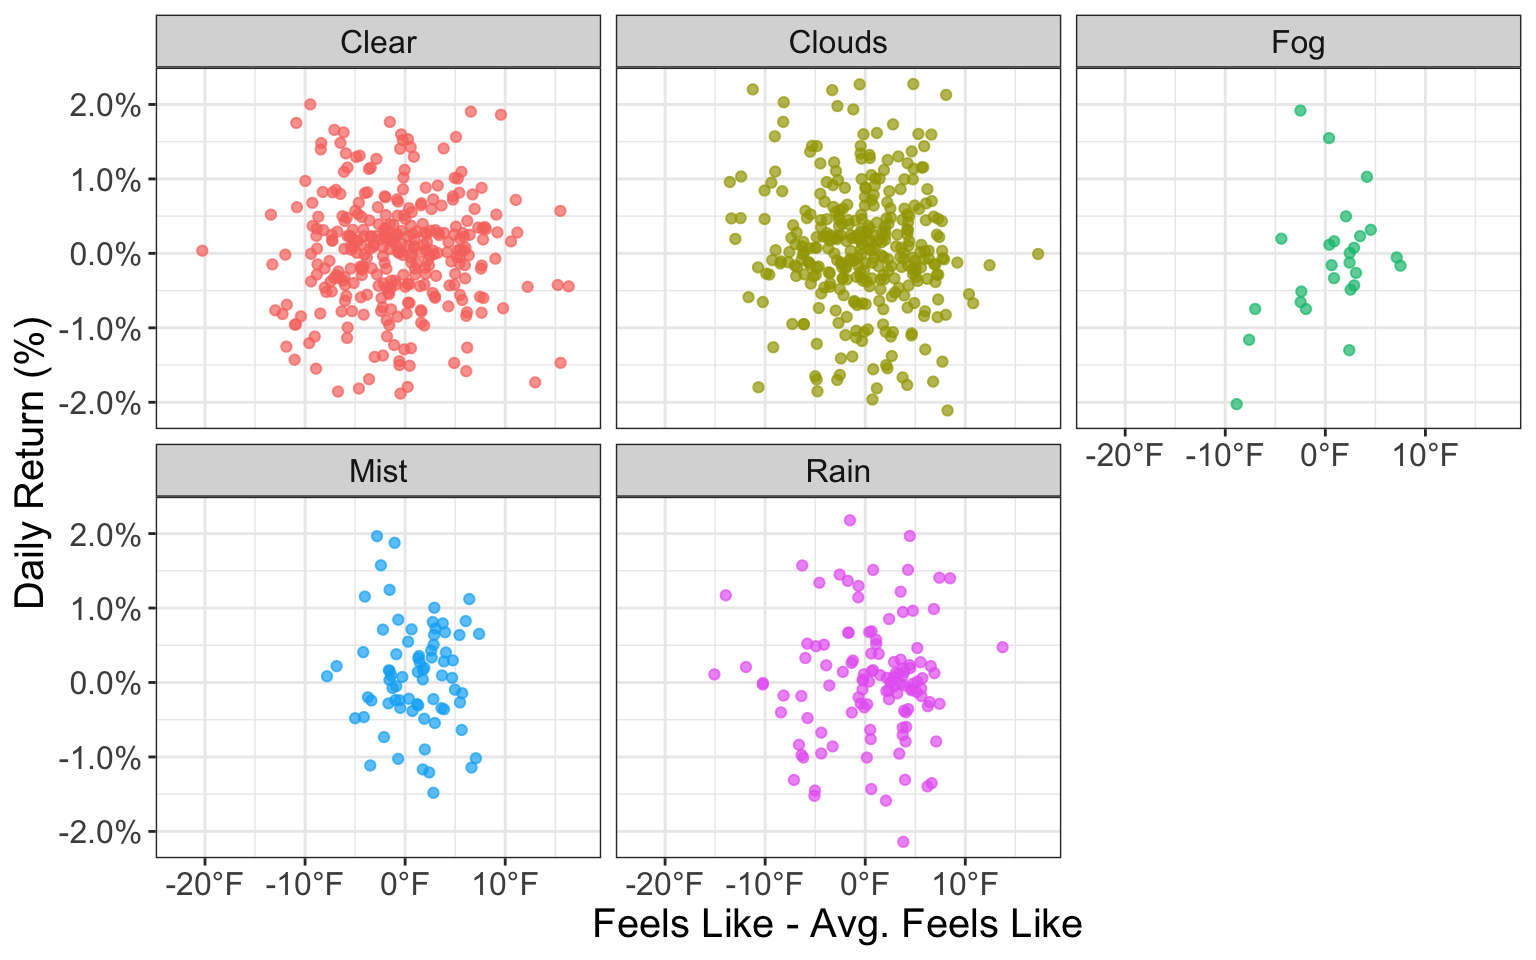 Clear
Clouds
Fog
2.0%
1.0%
0.0%
-1.0%
-2.0%
-20°F -10°F 0°F 10°F
Mist
Rain
2.0%
1.0%
0.0%
-1.0%
-2.0%
-20°F -10°F 0°F 10°F
-20°F -10°F 0°F 10°F
Feels Like - Avg. Feels Like
Daily Return (%)